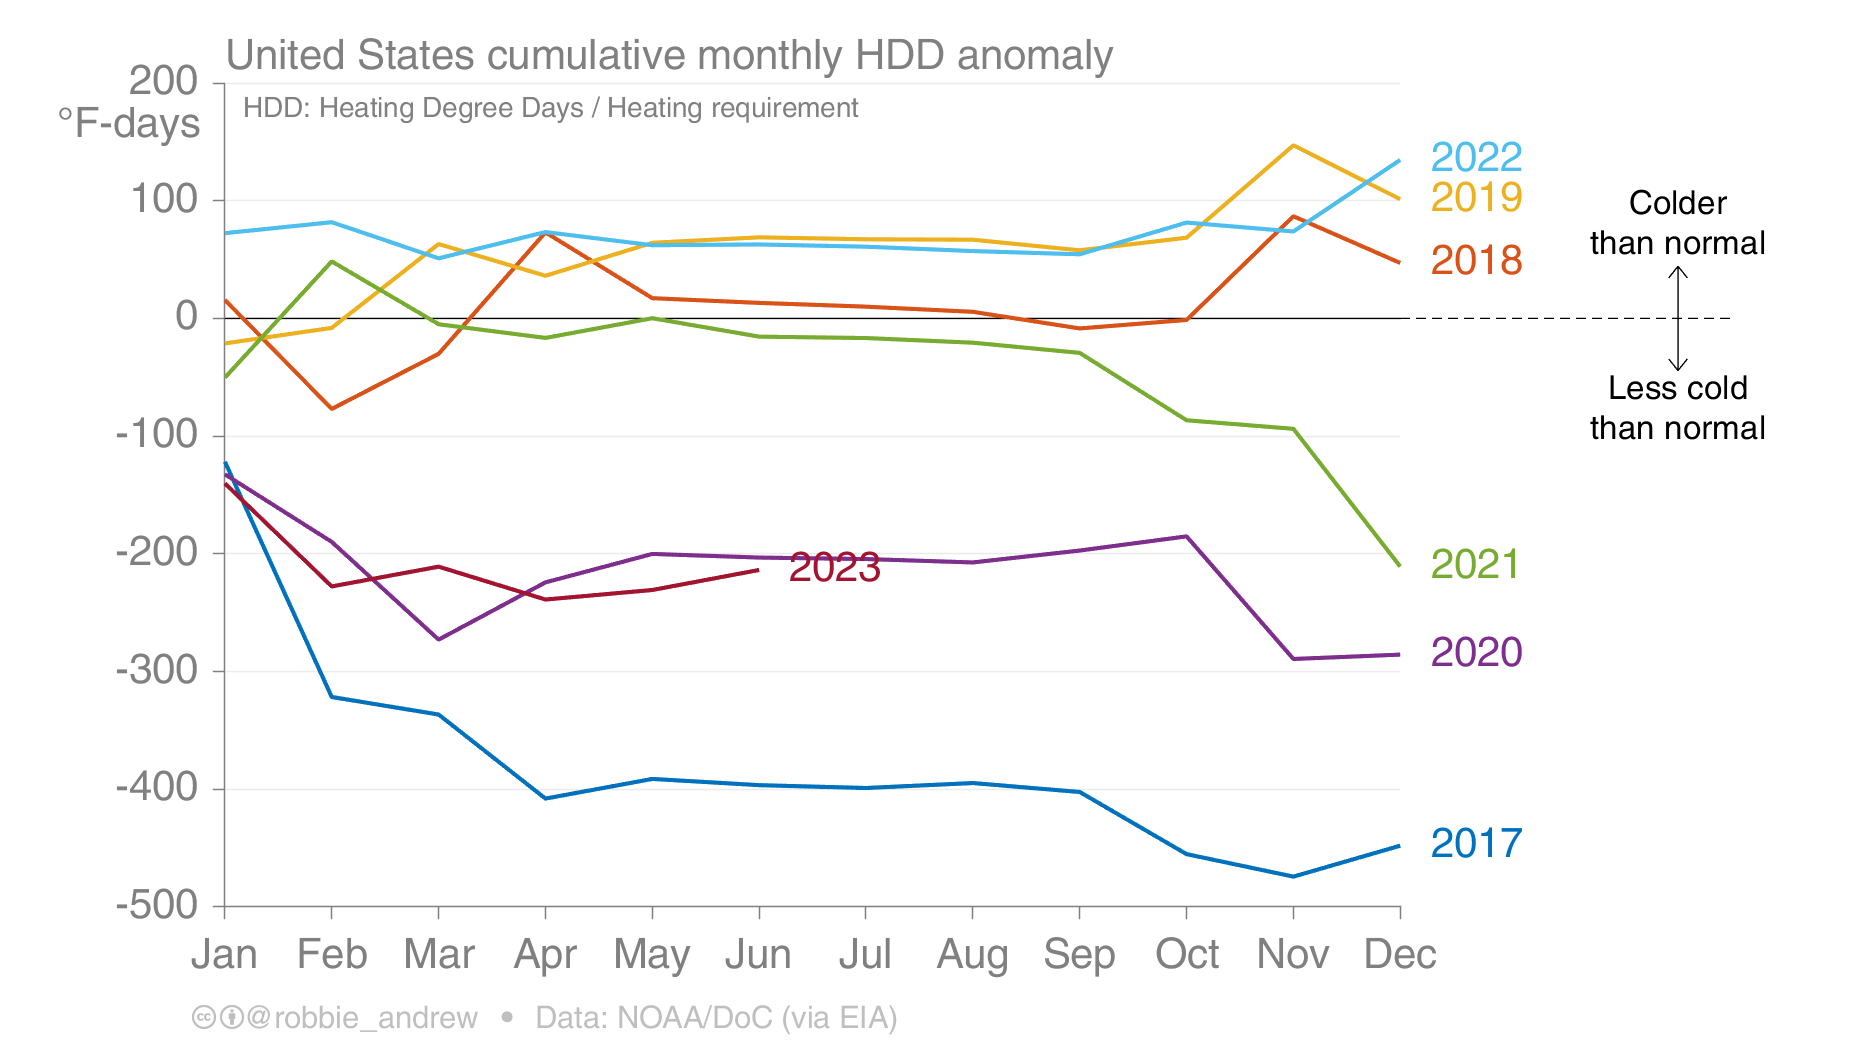 United States cumulative monthly HDD anomaly
200
°F-days
HDD: Heating Degree Days / Heating requirement
100
0
-100
-200
-300
-400
-500
2022
2019
2018
2023
2021
2020
2017
Colder
than normal
Less cold
than normal
Jan Feb Mar Apr May Jun Jul Aug Sep Oct Nov Dec
cc @robbie_andrew • Data: NOAA/DoC (via EIA)